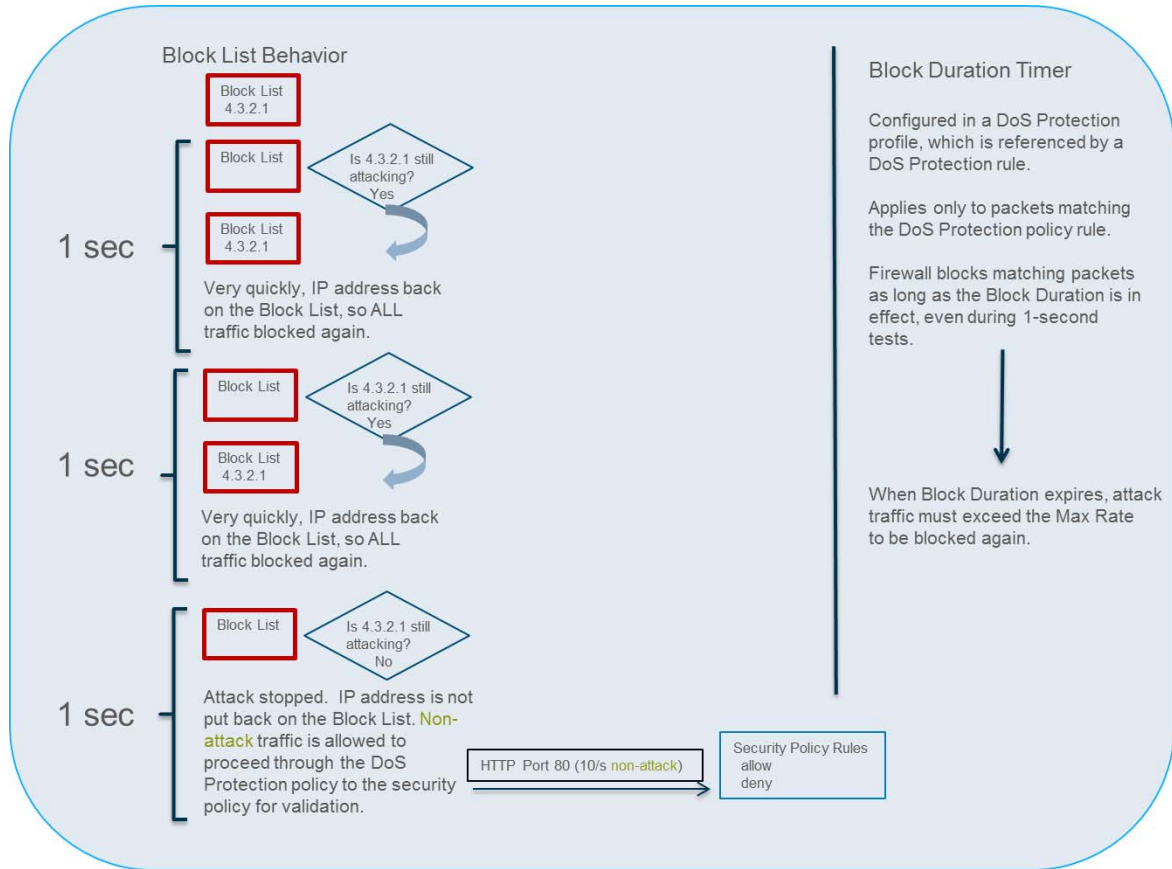 Block List Behavior
Block List
4.3.2.1
Block List
Is 4.3.2.1 still
attacking?
Yes
1 sec
Block List
4.3.2.1
Very quickly, IP address back
on the Block List, so ALL
traffic blocked again.
Block List
Is 4.3.2.1 still
attacking?
Yes
1 sec
Block List
4.3.2.1
Very quickly, IP address back
on the Block List, so ALL
traffic blocked again.
Block List
Is 4.3.2.1 still
attacking?
No
1 sec
Attack stopped. IP address is not
put back on the Block List. Non-
attack traffic is allowed to
proceed through the DoS
Protection policy to the security
policy for validation.
HTTP Port 80 (10/s non-attack)
Security Policy Rules
allow
deny
Block Duration Timer
Configured in a DoS Protection
profile, which is referenced by a
DoS Protection rule.
Applies only to packets matching
the DoS Protection policy rule.
Firewall blocks matching packets
as long as the Block Duration is in
effect, even during 1-second
tests.
When Block Duration expires, attack
traffic must exceed the Max Rate
to be blocked again.